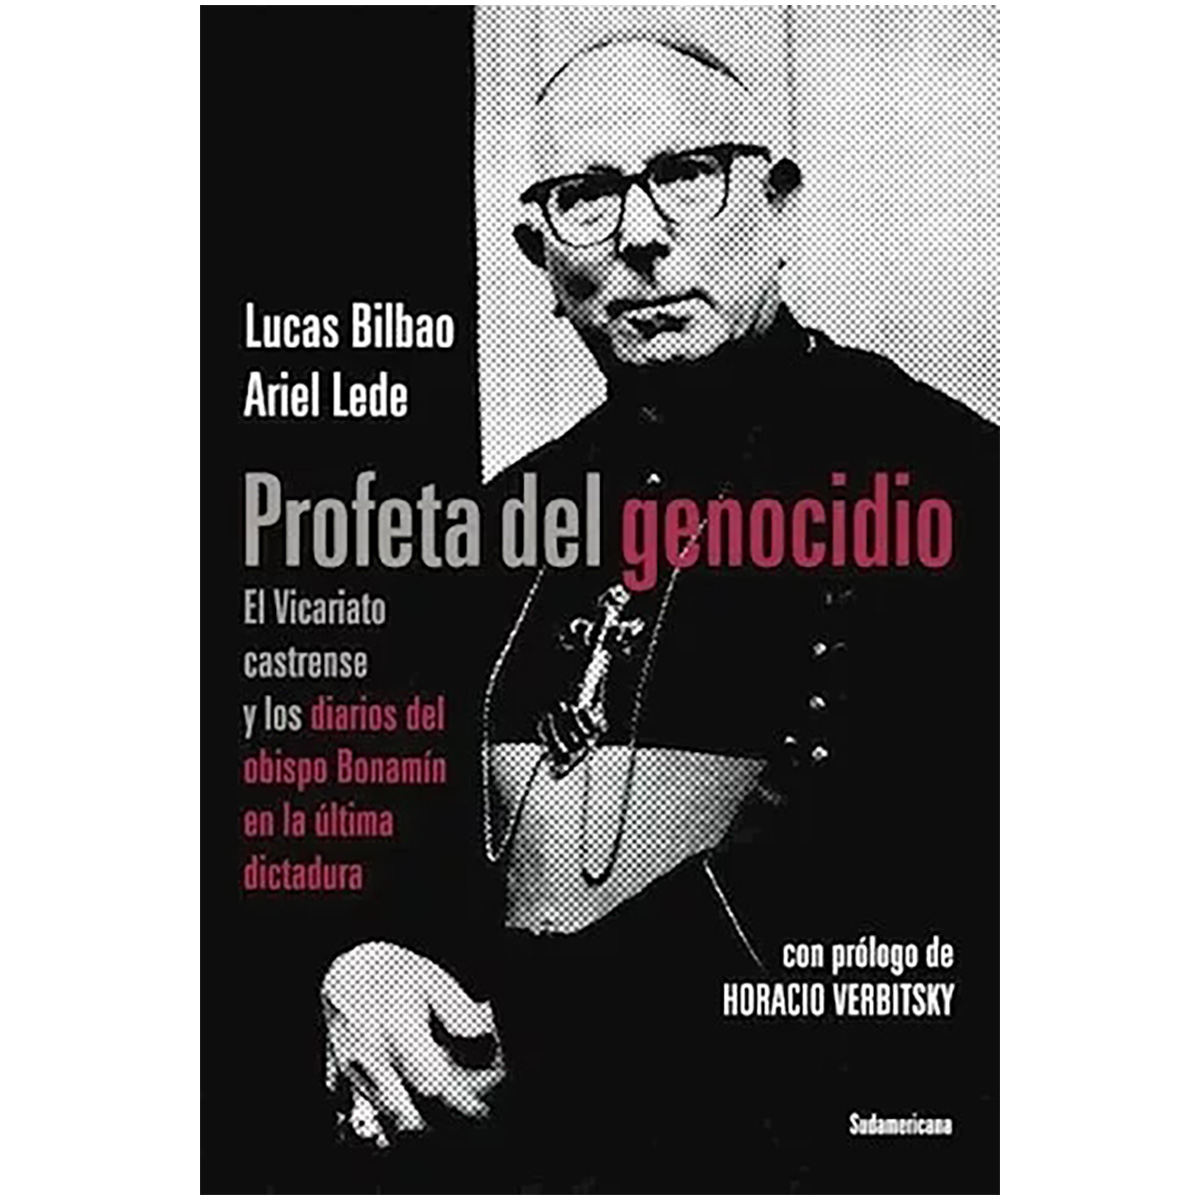 Lucas Bilbao
Ariel Lede
Profeta del genocidio
El Vicariato
castrense
y los diarios del
obispo Bonamín
en la última
dictadura
con prólogo de
HORACIO VERBITSKY
Sudamericana